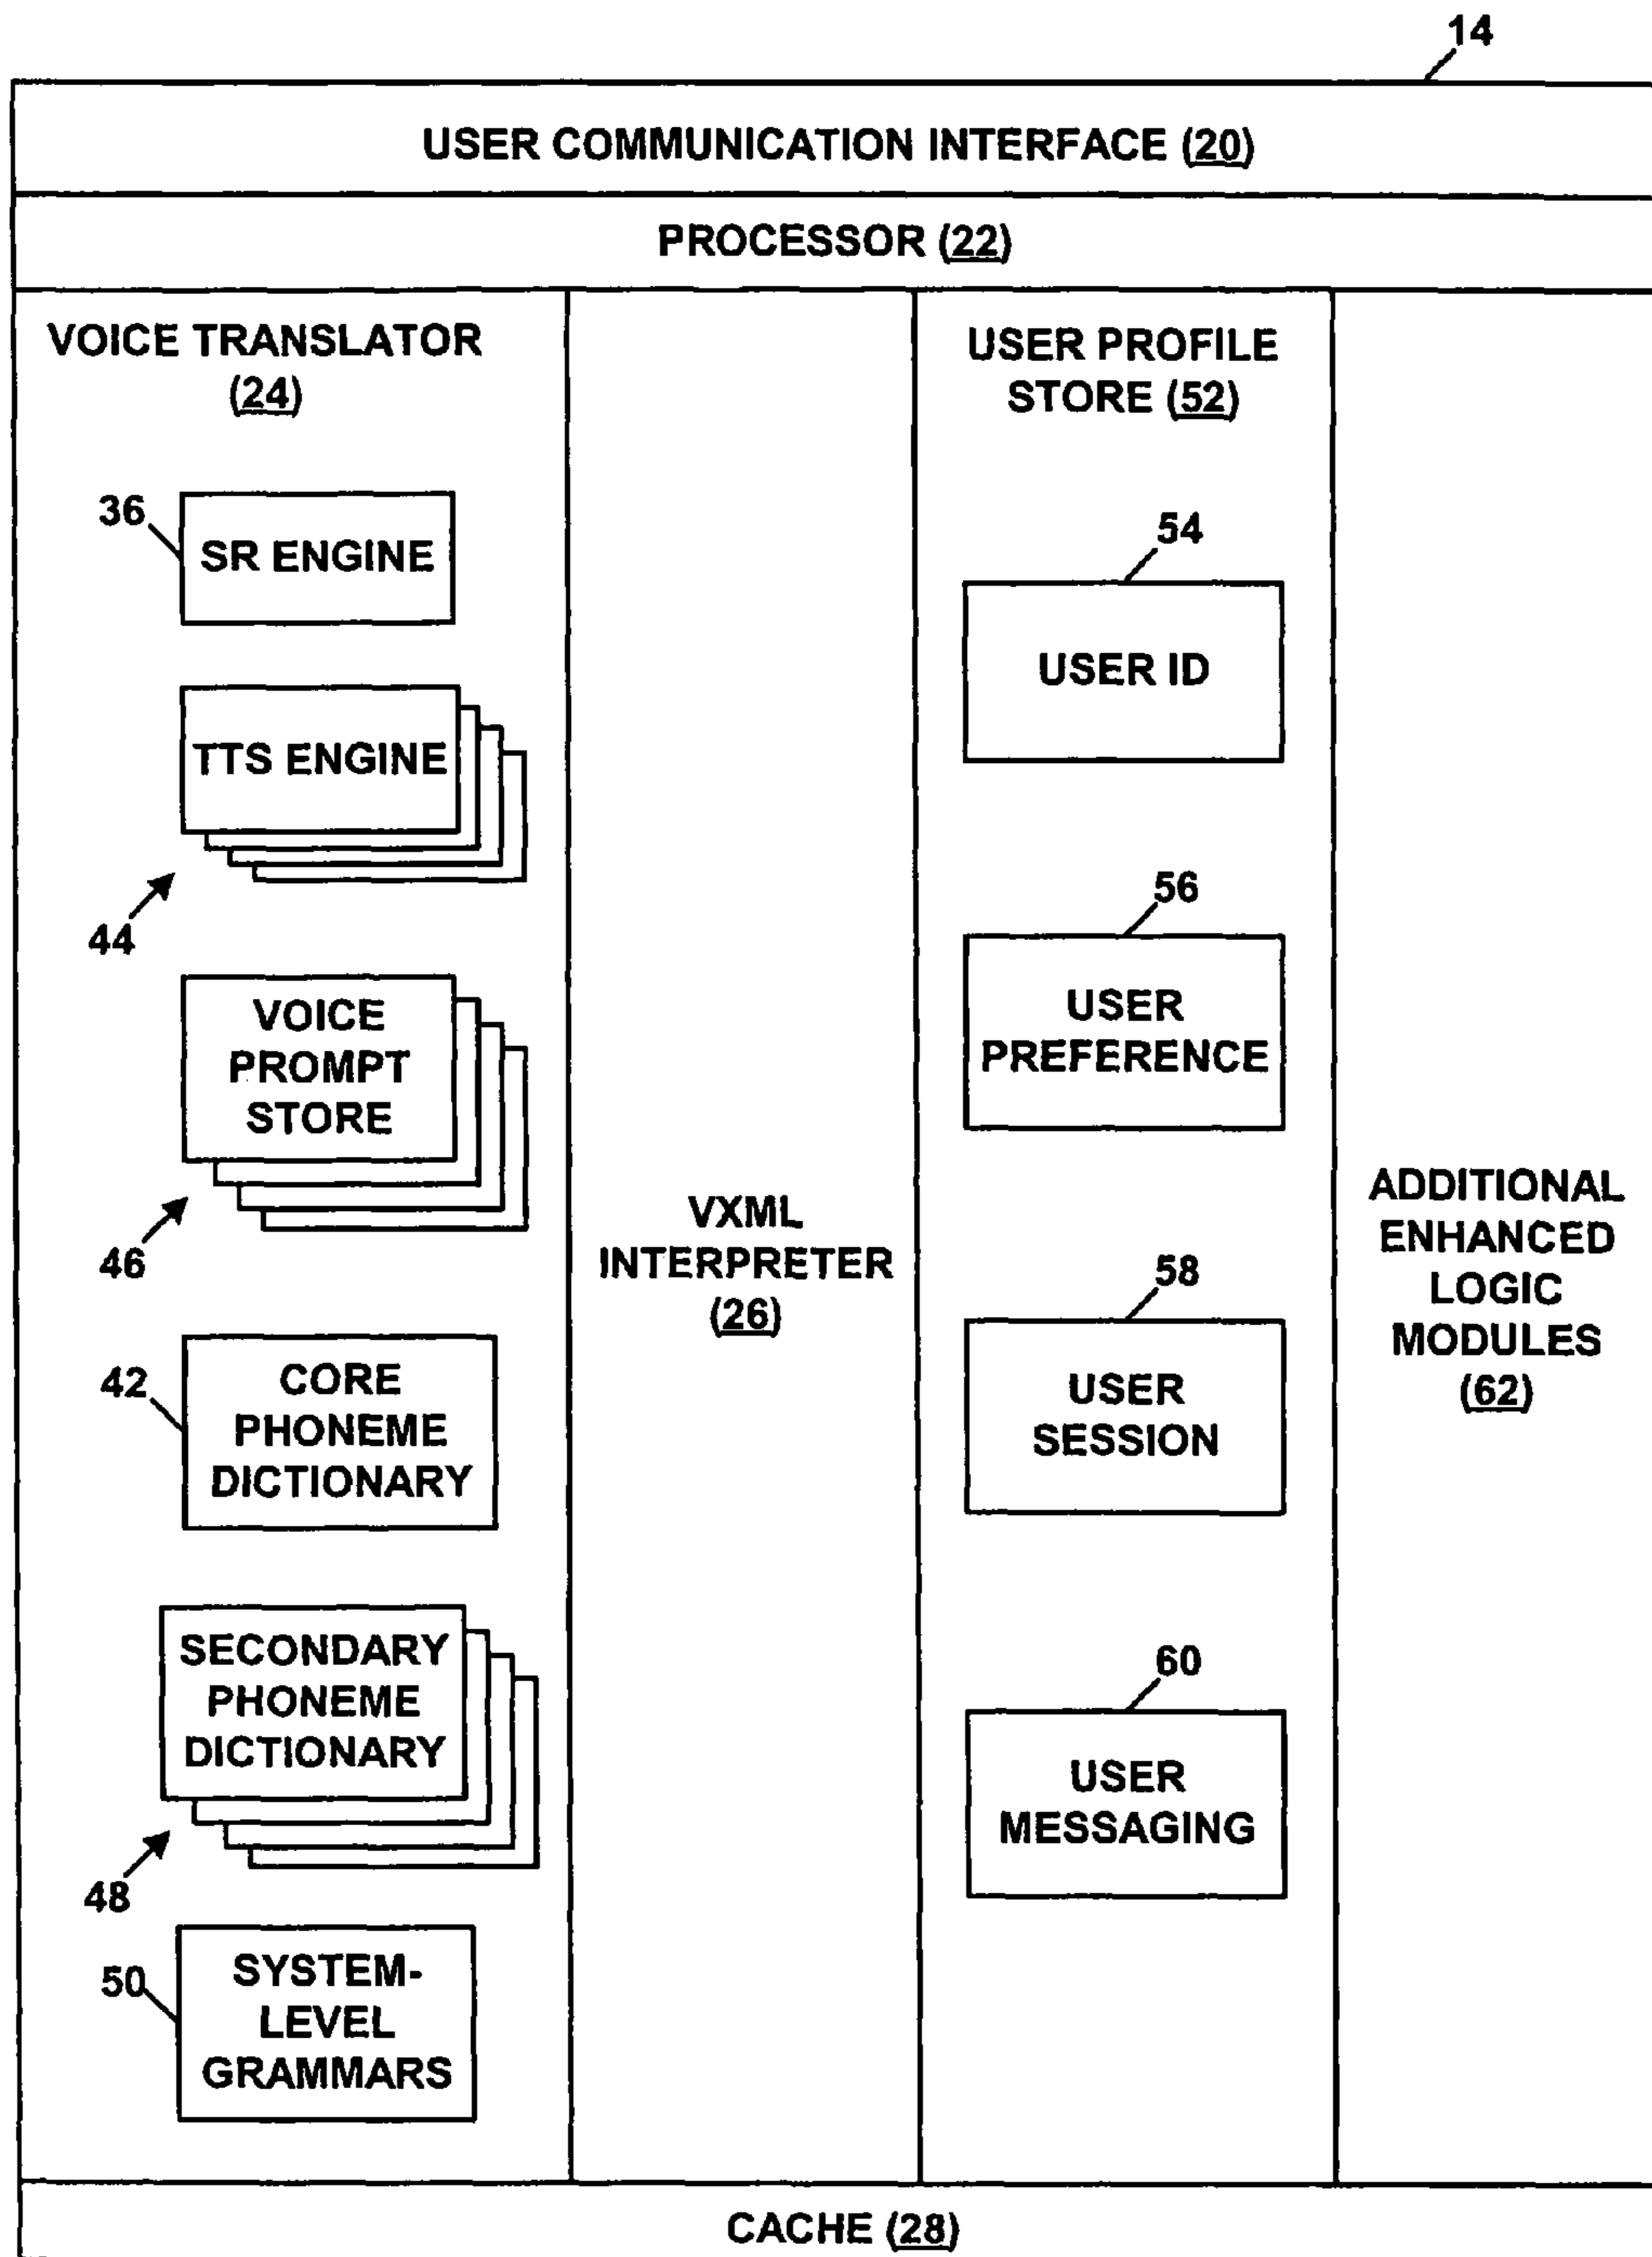 14
USER COMMUNICATION INTERFACE (20)
PROCESSOR (22)
VOICE TRANSLATOR
(24)
36
SR ENGINE
TTS ENGINE
44
VOICE
PROMPT
STORE
46
42
CORE
PHONEME
DICTIONARY
SECONDARY
PHONEME
DICTIONARY
48
50
SYSTEM-
LEVEL
GRAMMARS
VXML
INTERPRETER
(26)
USER PROFILE
STORE (52)
54
USER ID
56
USER
PREFERENCE
58
USER
SESSION
60
USER
MESSAGING
ADDITIONAL
ENHANCED
LOGIC
MODULES
(62)
CACHE (28)